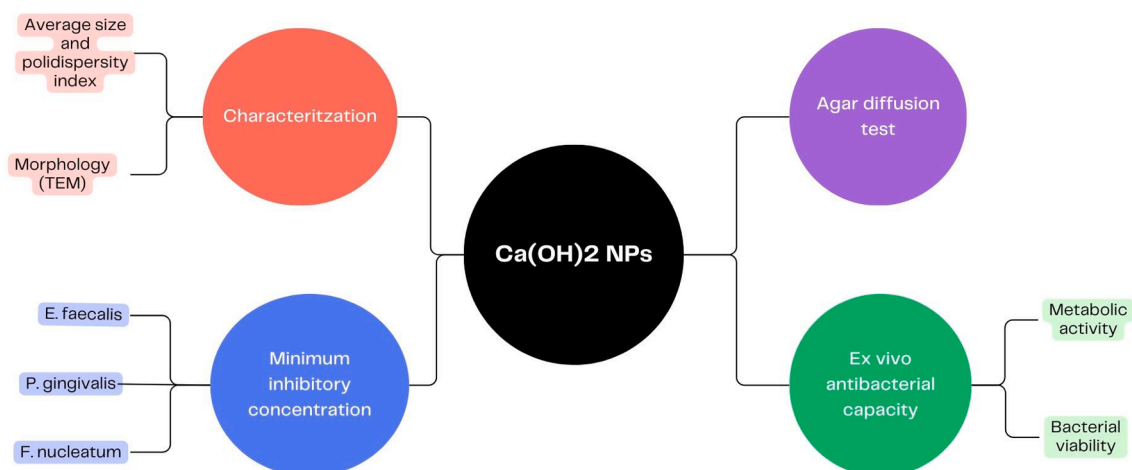 Average size
and
polidispersity
index
Characteritzation
Morphology
(TEM)
Agar diffusion
test
Ca(OH)2 NPs
E. faecalis
P. gingivalis
F. nucleatum
Minimum
inhibitory
concentration
Ex vivo
antibacterial
capacity
Metabolic
activity
Bacterial
viability